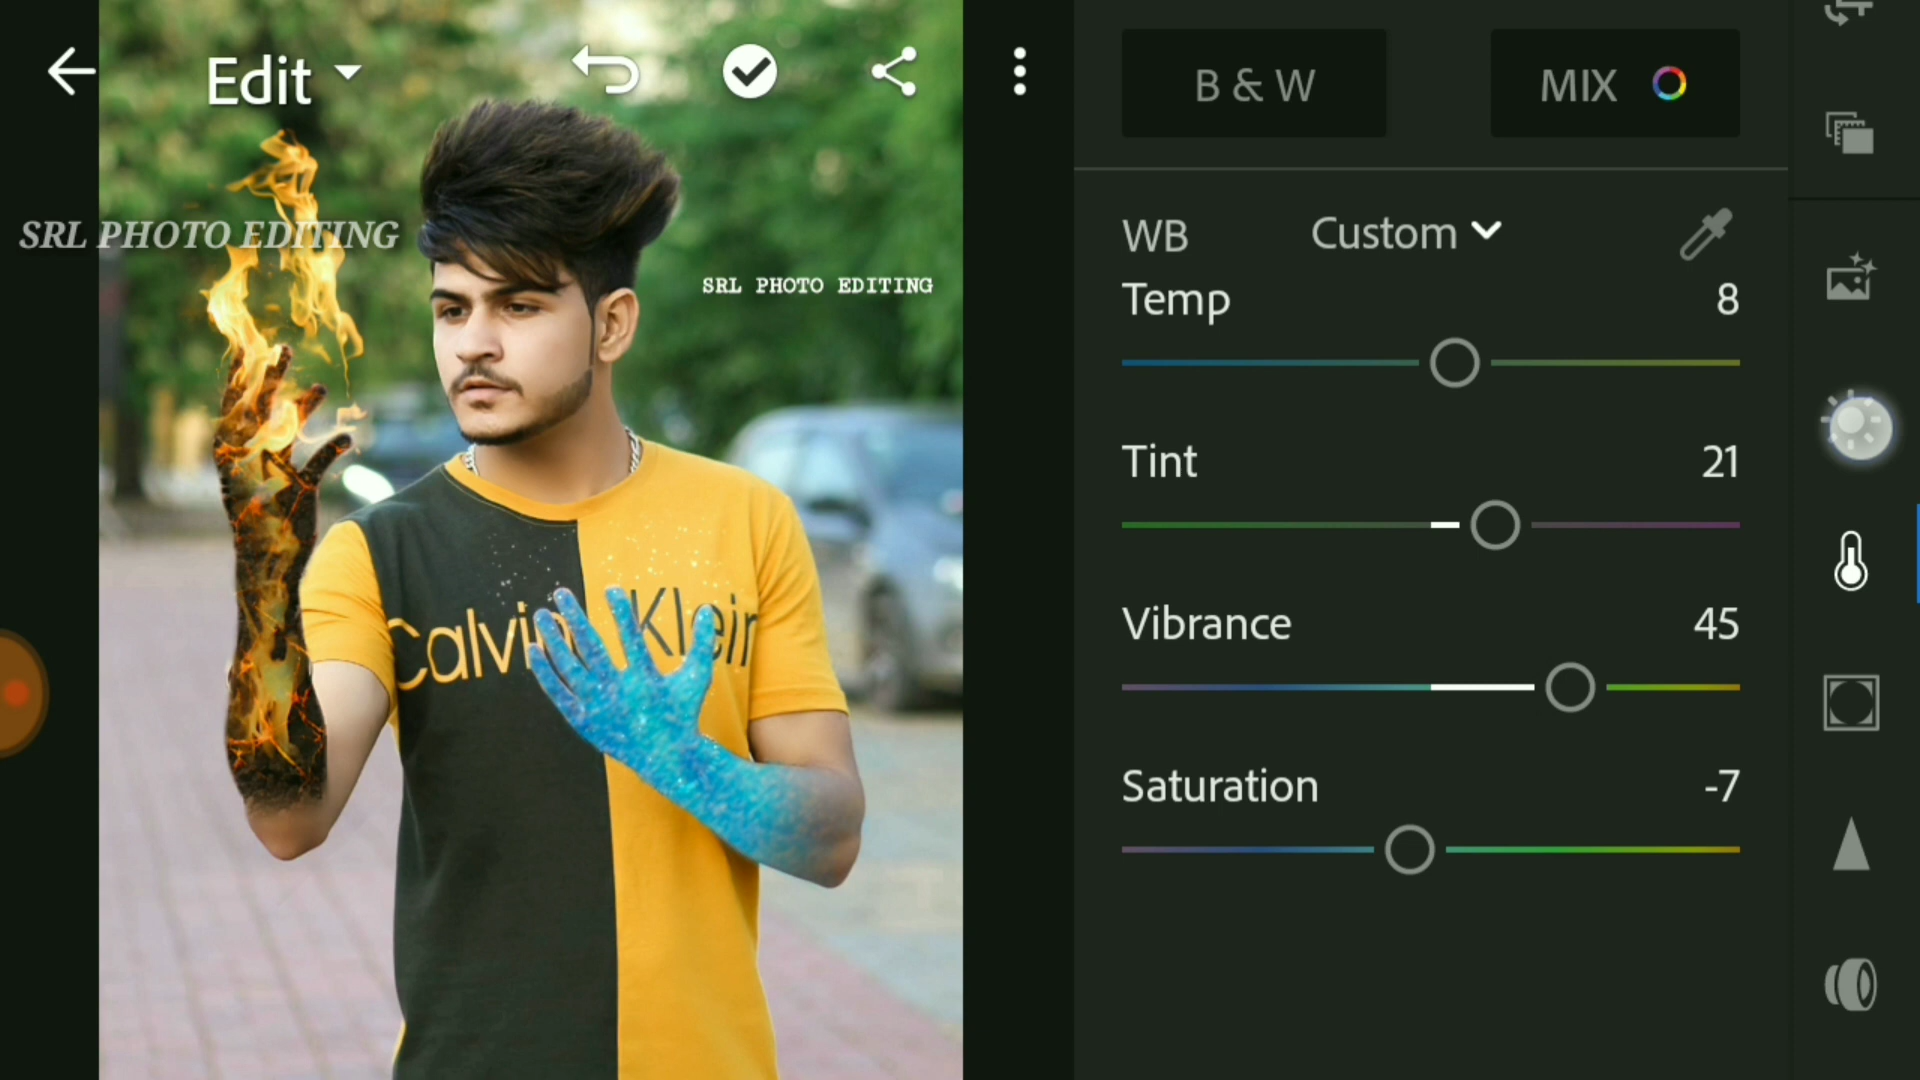 Edit
B & W
MIX
SRL PHOTO EDITING
SRL PHOTO EDITING
WB
Custom
Temp
8
Tint
21
Calvin Klein
Vibrance
45
Saturation
-7